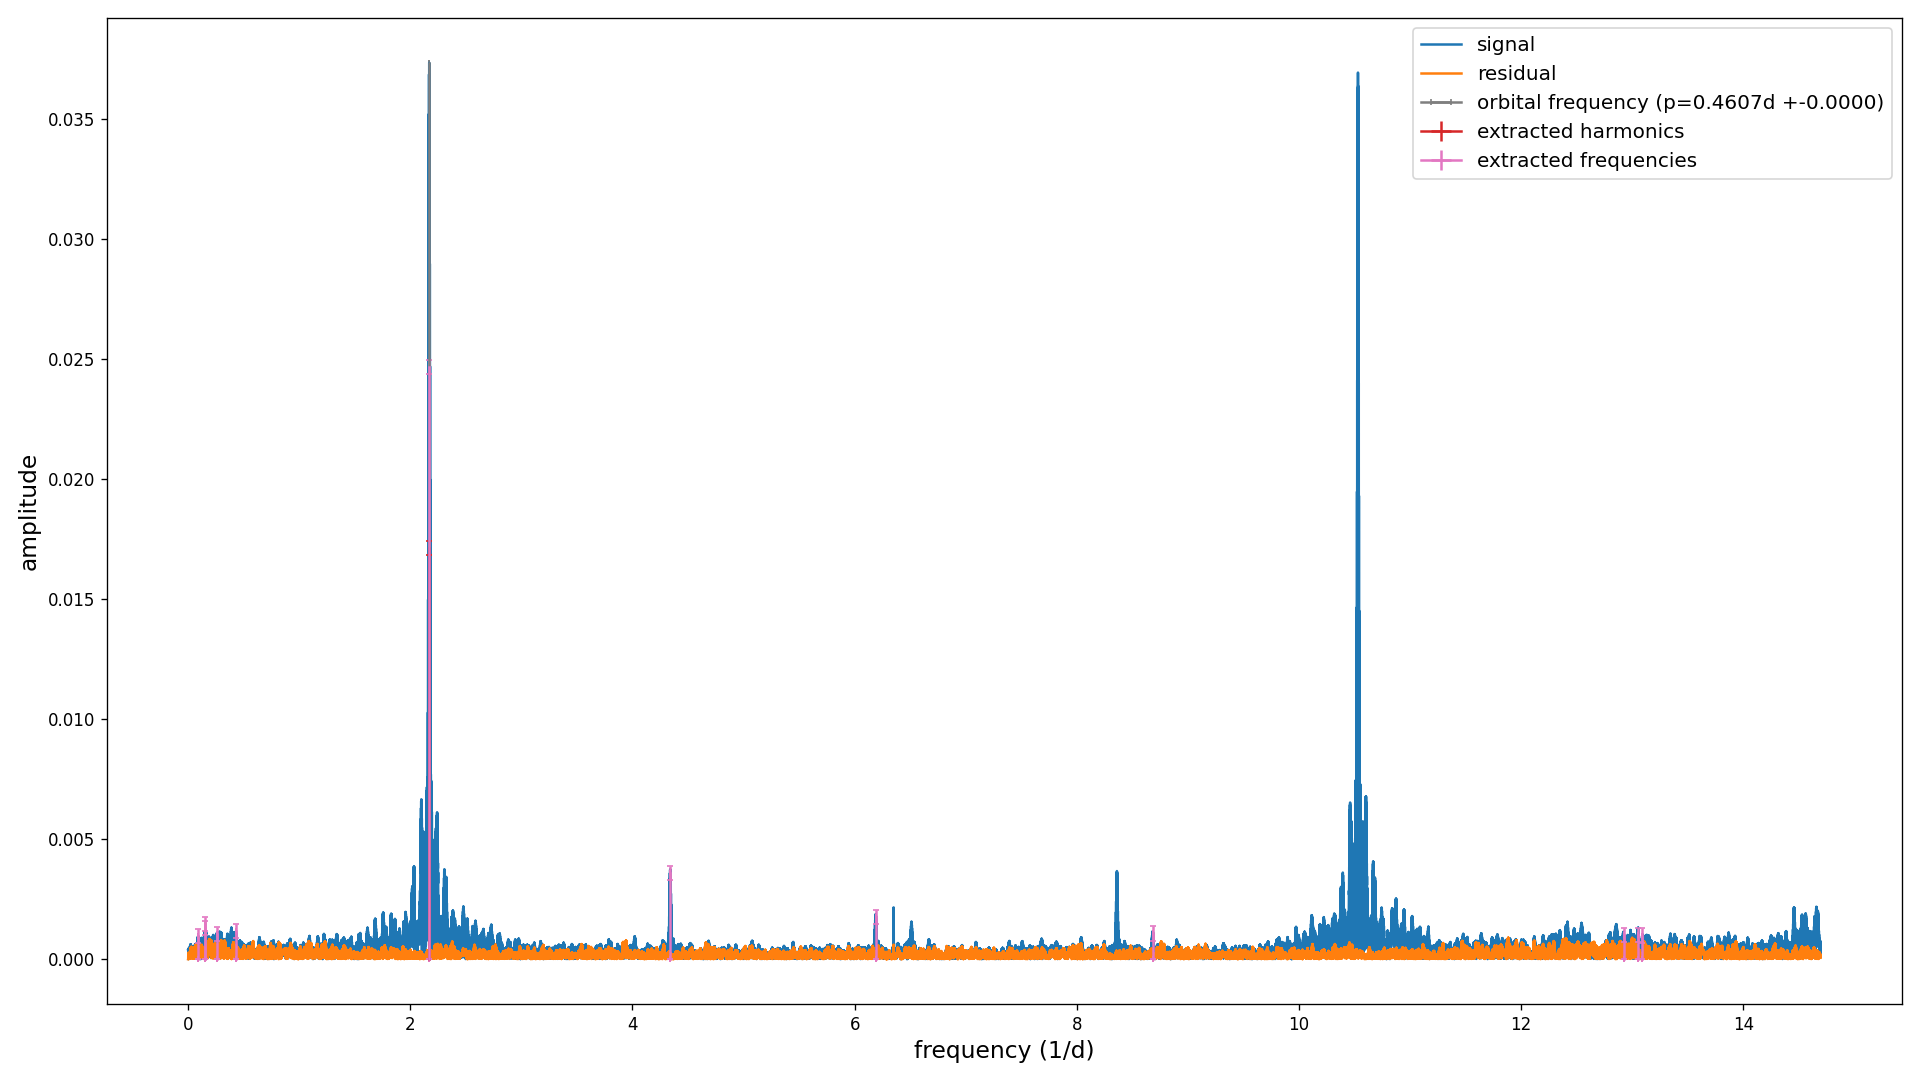 signal
residual
orbital frequency (p=0.4607d +-0.0000)
extracted harmonics
extracted frequencies
amplitude
0.035
0.030
0.025
0.020
0.015
0.010
0.005
0.000
0 2 4 6 8 10 12 14
frequency (1/d)